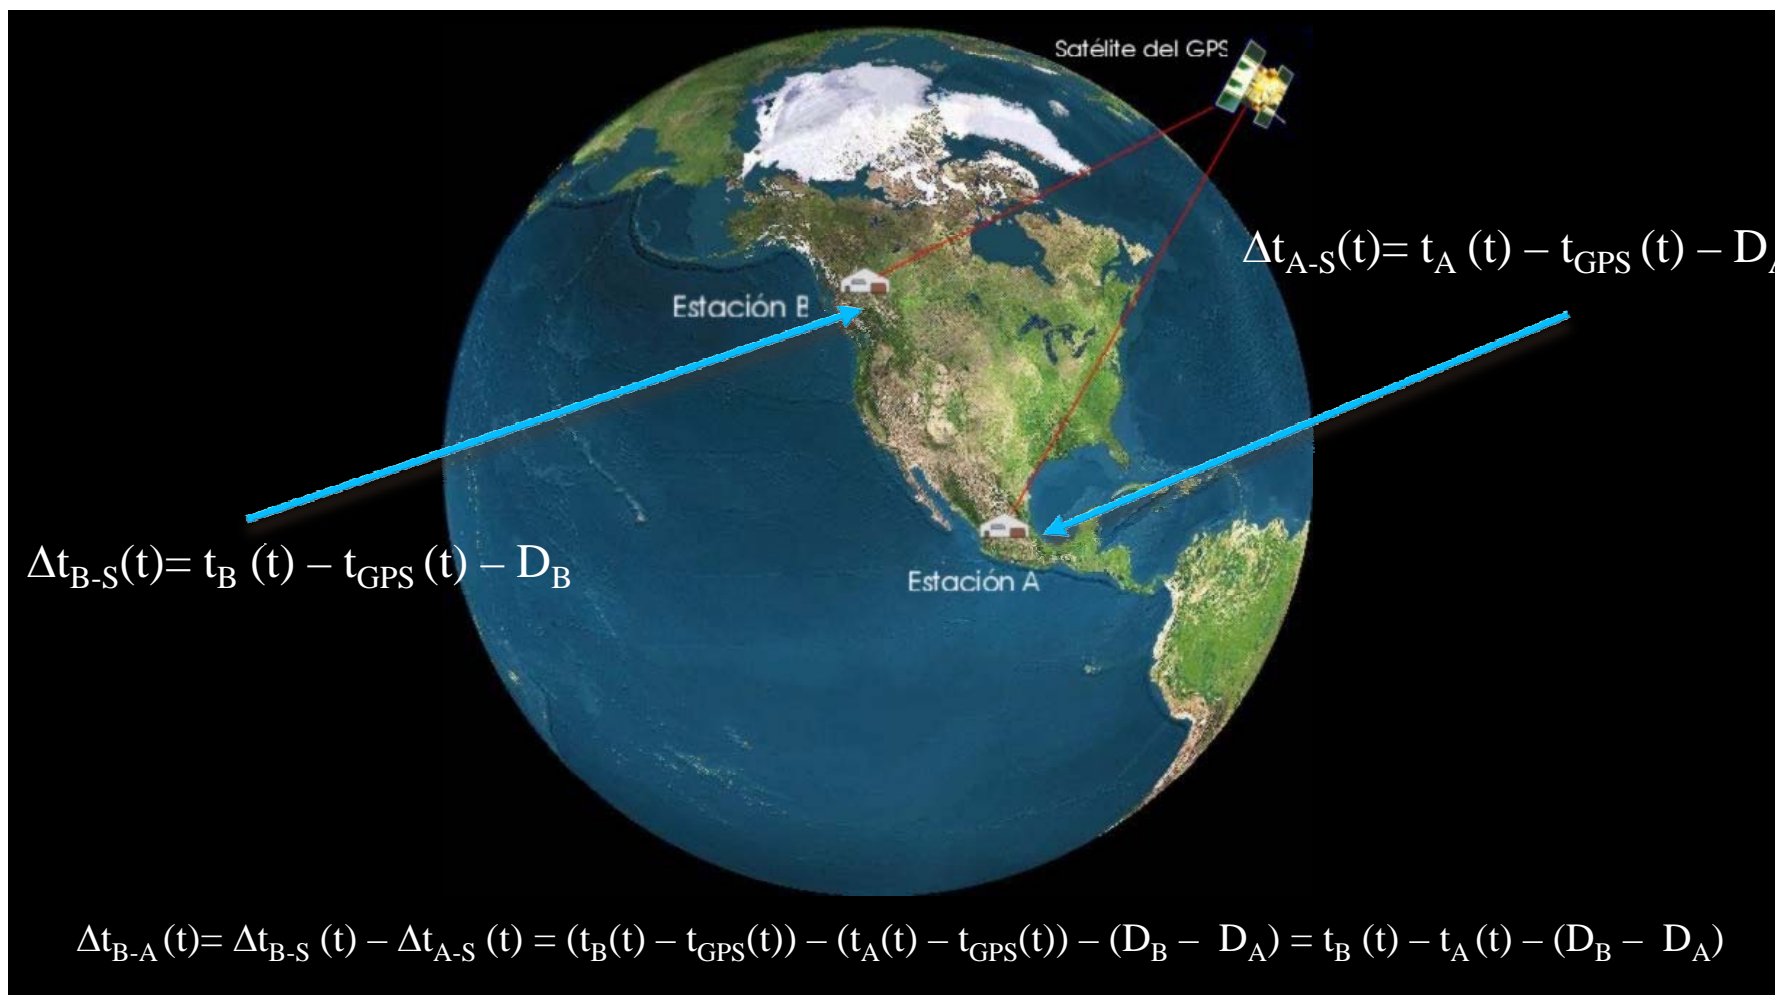 Satélite del GPS
Δt_A-S(t)= t_A (t) – t_GPS (t) – D_A
Estación B
Δt_B-S(t)= t_B (t) – t_GPS (t) – D_B
Estación A
Δt_B-A (t)= Δt_B-S (t) – Δt_A-S (t) = (t_B(t) – t_GPS(t)) – (t_A(t) – t_GPS(t)) – (D_B – D_A) = t_B (t) – t_A (t) – (D_B – D_A)